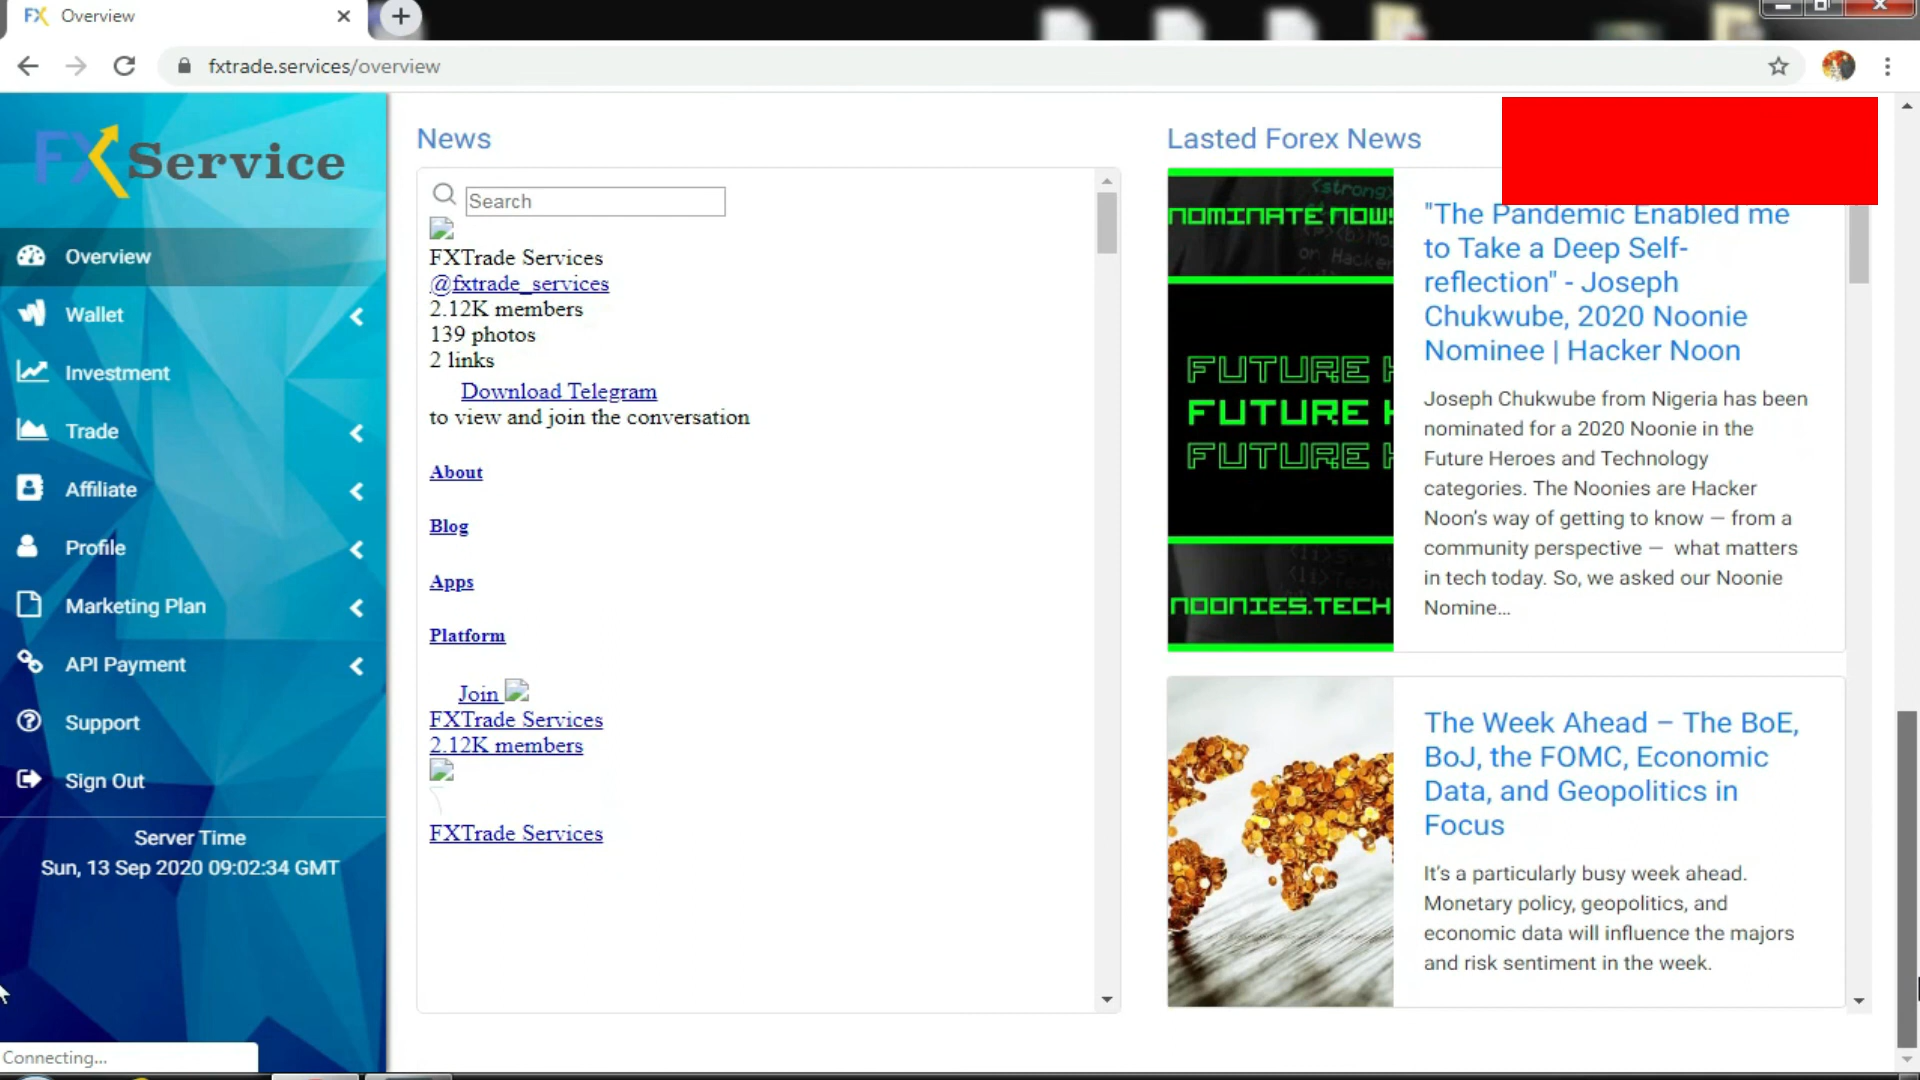 FX Overview
fxtrade.services/overview
FX Service
Overview
Wallet
Investment
Trade
Affiliate
Profile
Marketing Plan
API Payment
Support
Sign Out
Server Time
Sun, 13 Sep 2020 09:02:34 GMT
Connecting...
News
Search
FXTrade Services
@fxtrade_services
2.12K members
139 photos
2 links
Download Telegram
to view and join the conversation
About
Blog
Apps
Platform
Join
FXTrade Services
2.12K members
FXTrade Services
Lasted Forex News
<strong>
NOMINATE NOW!
on Hacker
FUTURE H
FUTURE H
FUTURE H
NOONIES.TECH
"The Pandemic Enabled me
to Take a Deep Self-
reflection" - Joseph
Chukwube, 2020 Noonie
Nominee | Hacker Noon
Joseph Chukwube from Nigeria has been
nominated for a 2020 Noonie in the
Future Heroes and Technology
categories. The Noonies are Hacker
Noon’s way of getting to know — from a
community perspective — what matters
in tech today. So, we asked our Noonie
Nomine...
The Week Ahead – The BoE,
BoJ, the FOMC, Economic
Data, and Geopolitics in
Focus
It’s a particularly busy week ahead.
Monetary policy, geopolitics, and
economic data will influence the majors
and risk sentiment in the week.